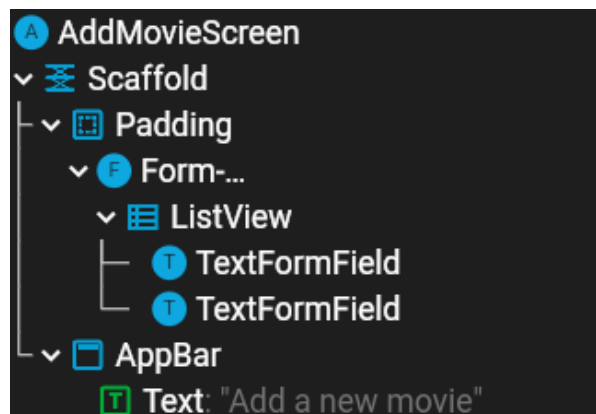 A AddMovieScreen
Scaffold
Padding
F Form-...
ListView
T TextFormField
T TextFormField
AppBar
T Text: "Add a new movie"